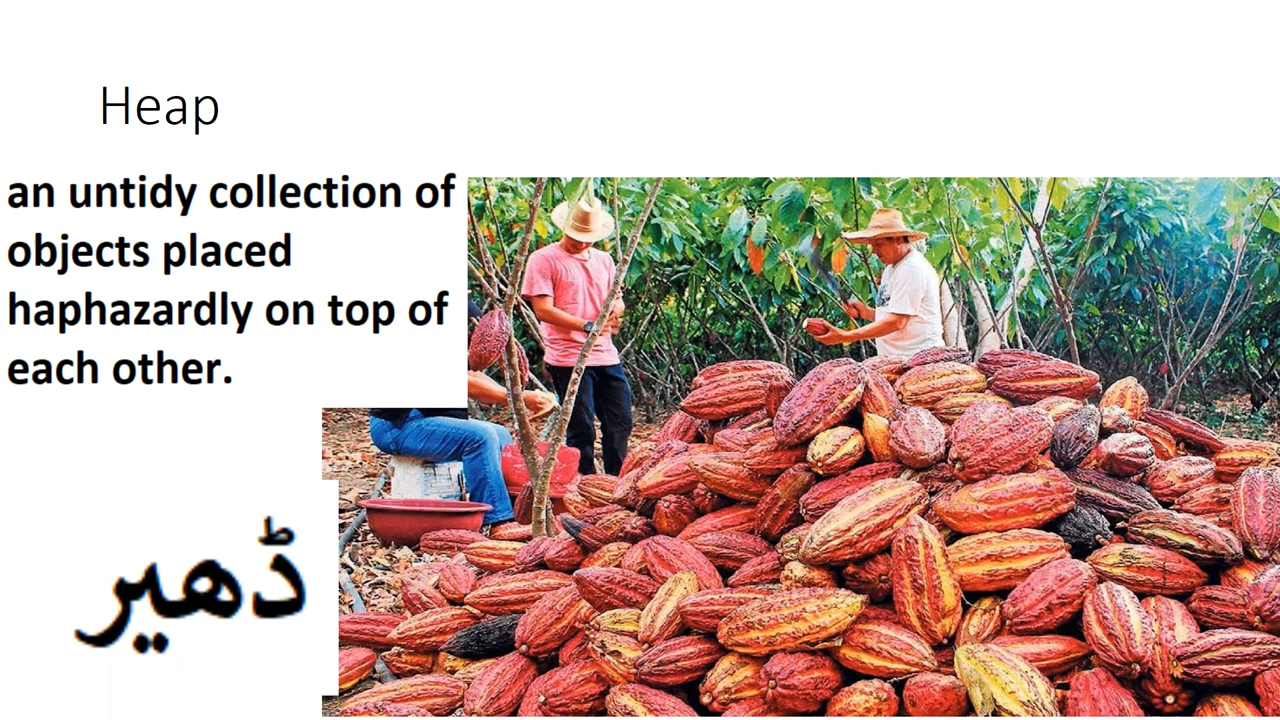 Heap
an untidy collection of
objects placed
haphazardly on top of
each other.
ڈھیر